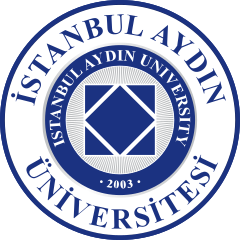 İSTANBUL AYDIN
ÜNİVERSİTESİ
ISTANBUL AYDIN UNIVERSITY
· 2003 ·